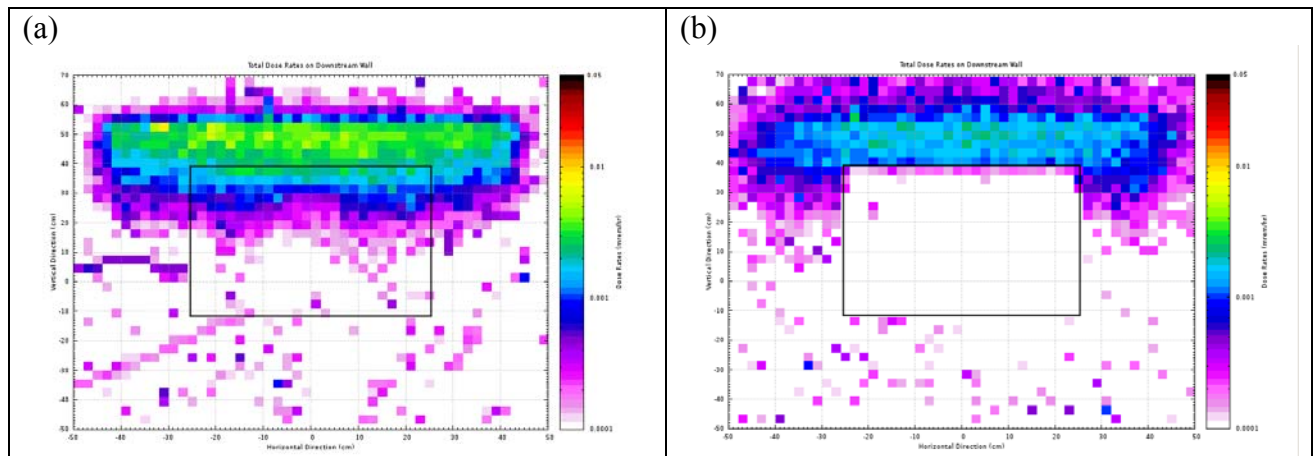 (a)
Total Dose Rates on Downstream Wall
70
60
50
40
30
20
10
0
-10
-20
-30
-40
-50
-50 -40 -30 -20 -10 0 10 20 30 40 50
Vertical Direction (cm)
Horizontal Direction (cm)
0.05
0.01
0.001
0.0001
Dose Rates (mrem/hr)
(b)
Total Dose Rates on Downstream Wall
70
60
50
40
30
20
10
0
-10
-20
-30
-40
-50
-50 -40 -30 -20 -10 0 10 20 30 40 50
Vertical Direction (cm)
Horizontal Direction (cm)
0.05
0.01
0.001
0.0001
Dose Rates (mrem/hr)